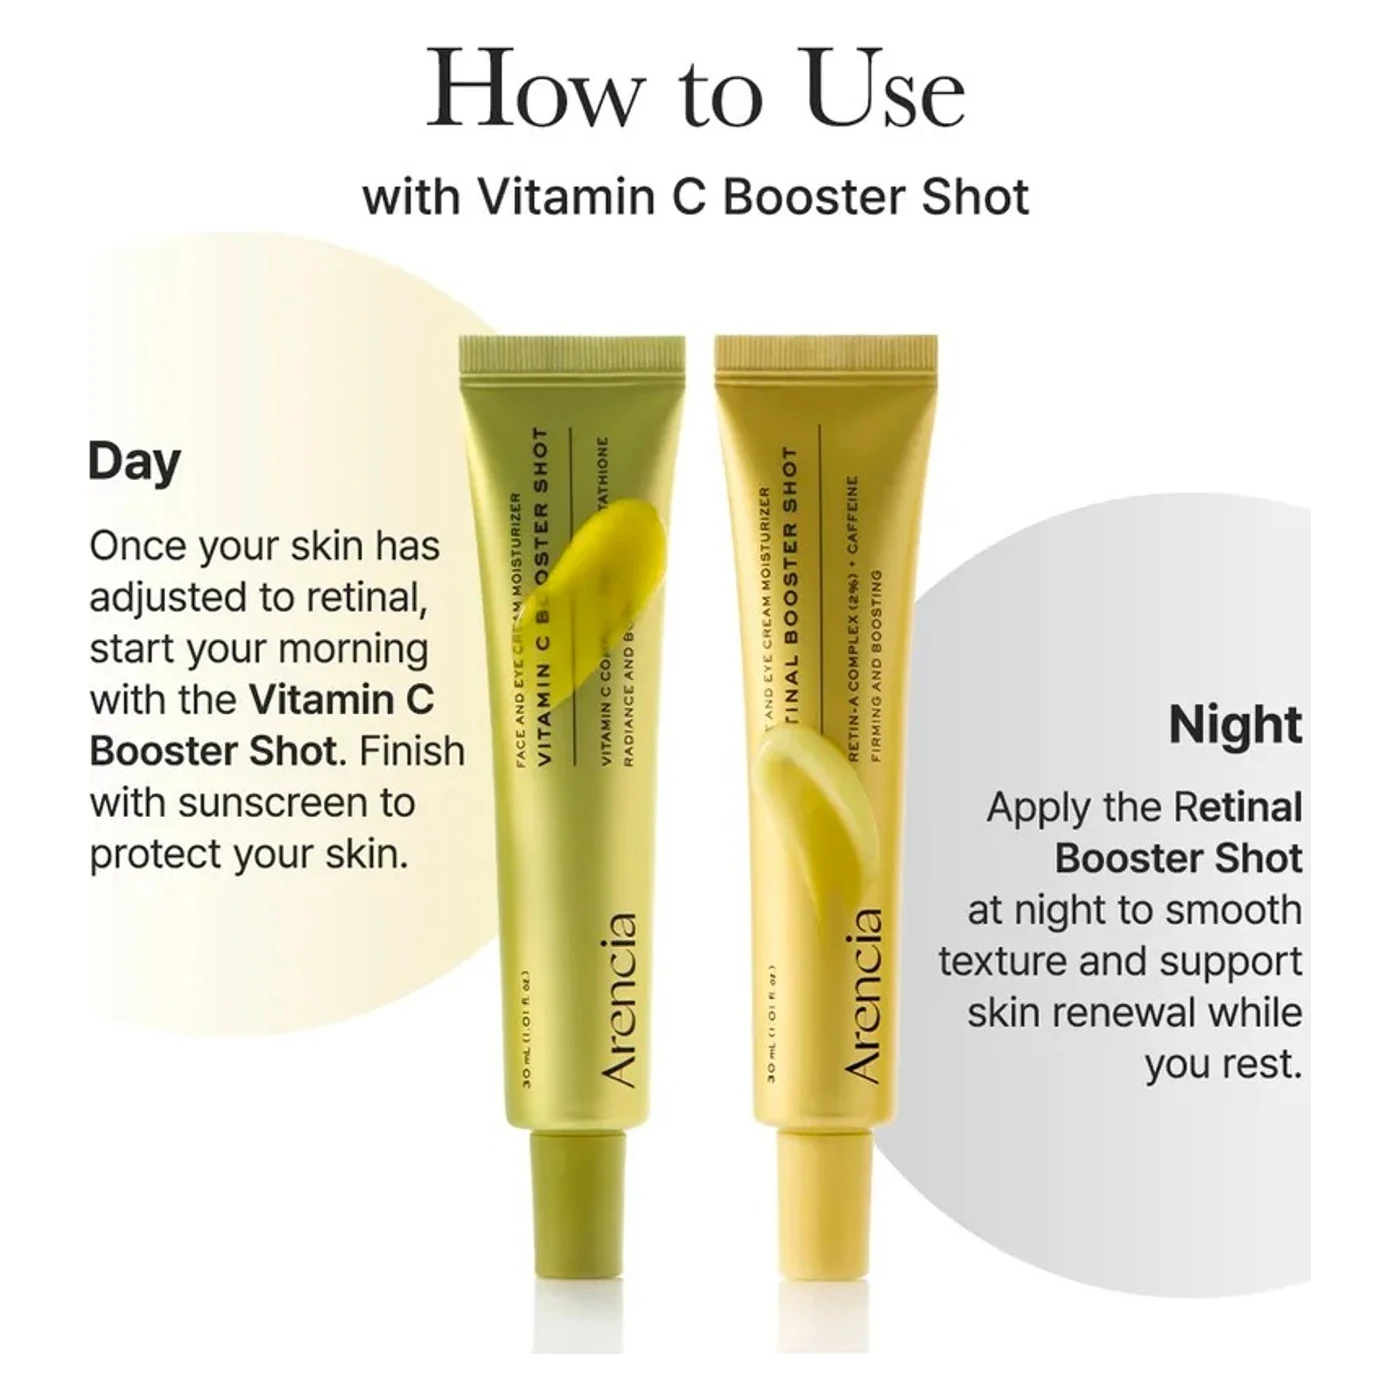 How to Use
with Vitamin C Booster Shot
Day
Once your skin has
adjusted to retinal,
start your morning
with the Vitamin C
Booster Shot. Finish
with sunscreen to
protect your skin.
FACE AND EYE CREAM MOISTURIZER
VITAMIN C BOOSTER SHOT
VITAMIN C
RADIANCE AND
30 mL (1.01 fl. oz.)
Arencia
AND EYE CREAM MOISTURIZER
BOOSTER SHOT
RETIN-A COMPLEX (2%) + CAFFEINE
FIRMING AND BOOSTING
30 mL (1.01 fl. oz.)
Arencia
Night
Apply the Retinal
Booster Shot
at night to smooth
texture and support
skin renewal while
you rest.